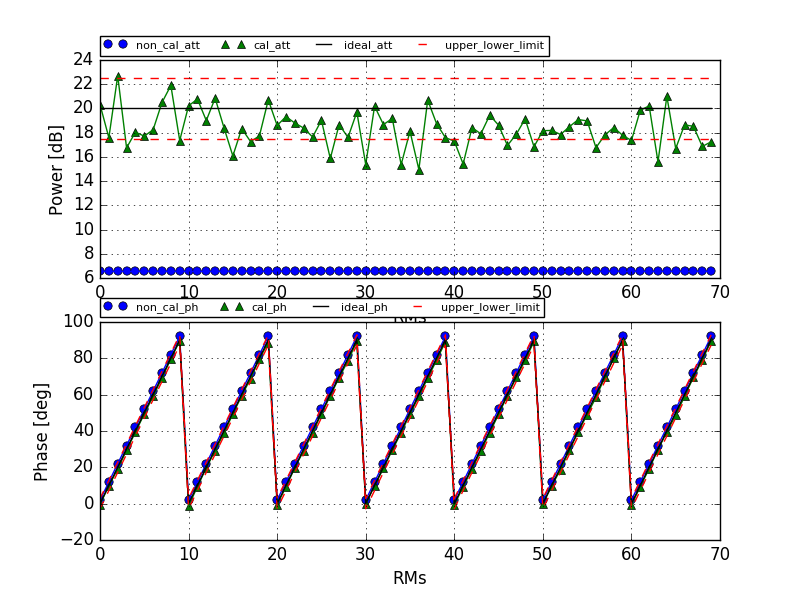 non_cal_att cal_att ideal_att upper_lower_limit
24
22
20
18
16
14
12
10
8
6
Power [dB]
0 10 20 30 40 50 60 70
RMs
non_cal_ph cal_ph ideal_ph upper_lower_limit
100
80
60
40
20
0
−20
Phase [deg]
0 10 20 30 40 50 60 70
RMs